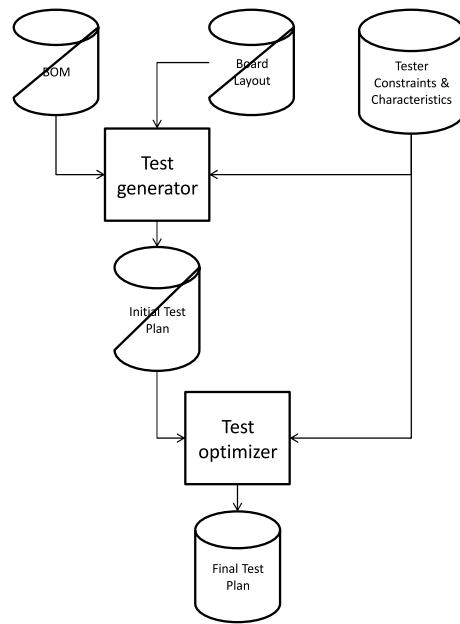 BOM
Board
Layout
Tester
Constraints &
Characteristics
Test
generator
Initial Test
Plan
Test
optimizer
Final Test
Plan